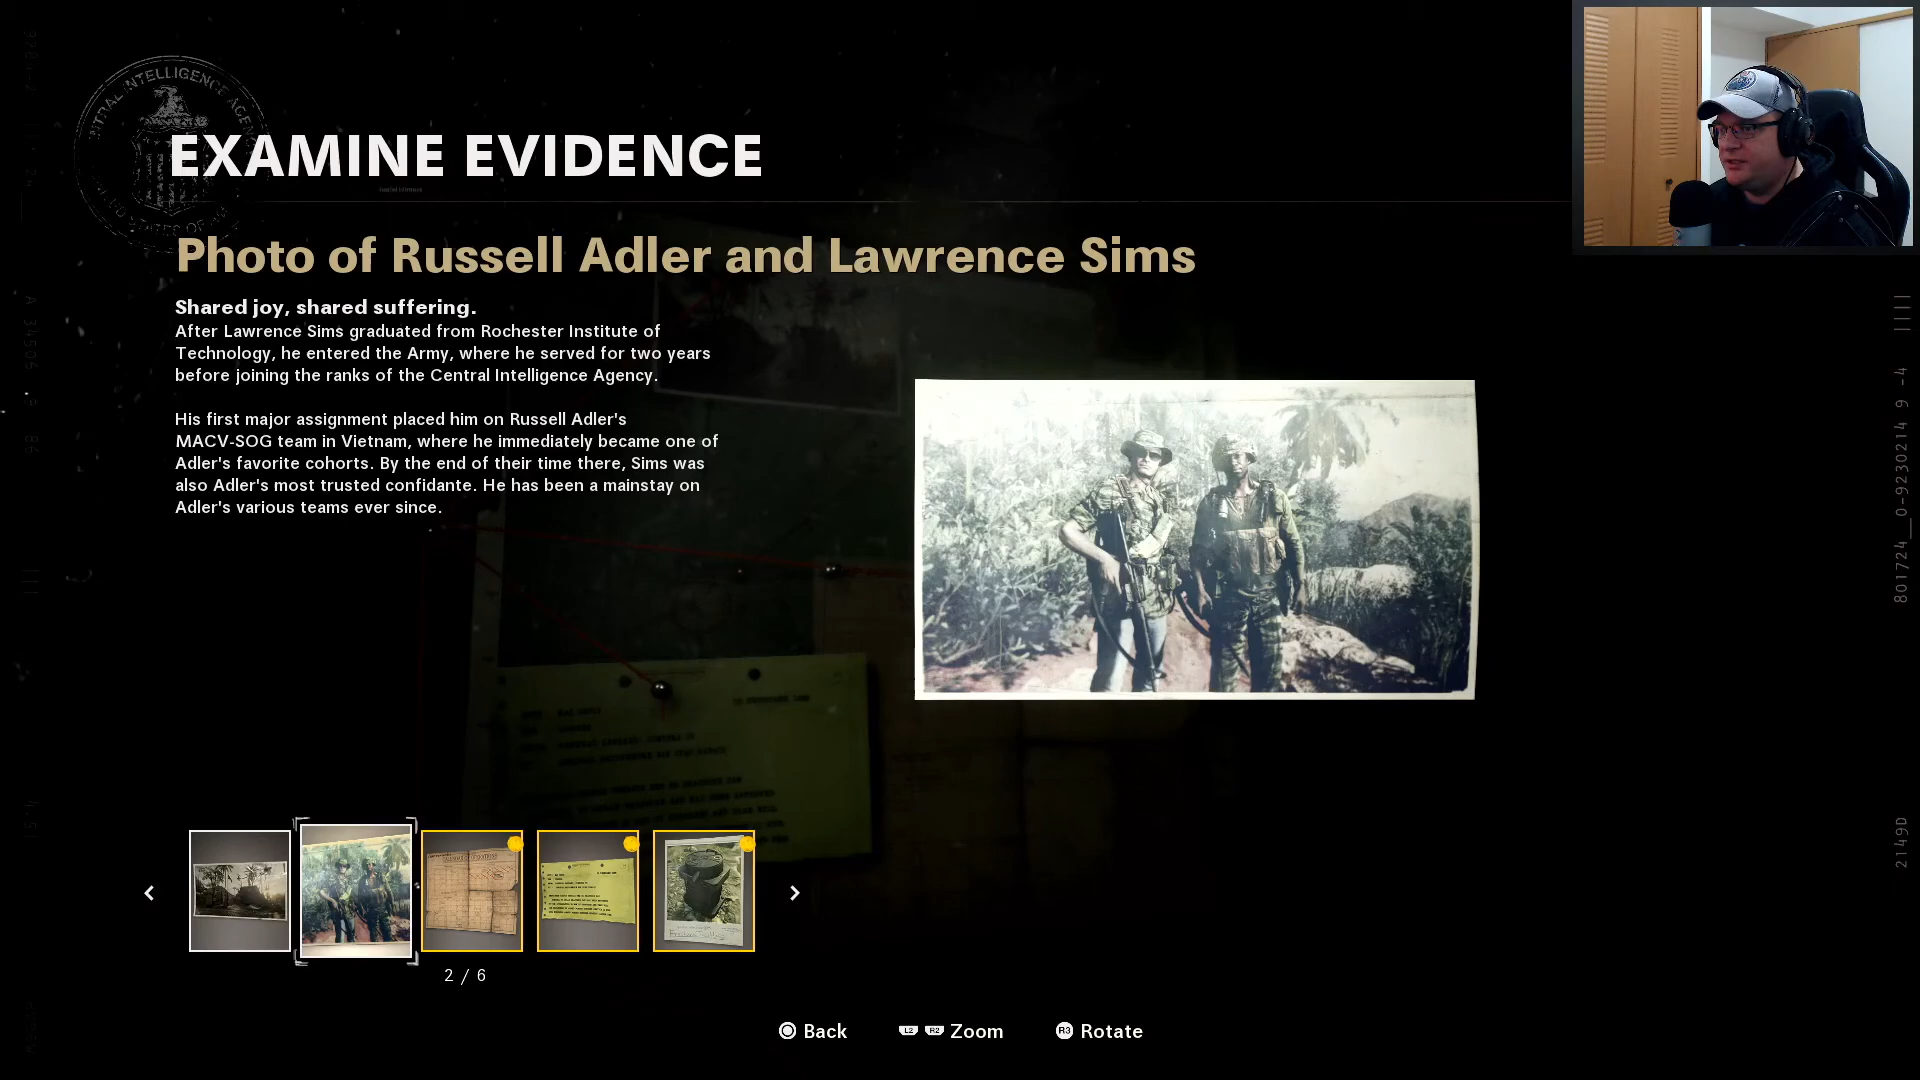 EXAMINE EVIDENCE
Photo of Russell Adler and Lawrence Sims
Shared joy, shared suffering.
After Lawrence Sims graduated from Rochester Institute of
Technology, he entered the Army, where he served for two years
before joining the ranks of the Central Intelligence Agency.
His first major assignment placed him on Russell Adler's
MACV-SOG team in Vietnam, where he immediately became one of
Adler's favorite cohorts. By the end of their time there, Sims was
also Adler's most trusted confidante. He has been a mainstay on
Adler's various teams ever since.
2 / 6
Back
L2 R2 Zoom
R3 Rotate
801724__0-9230214 9 -4
2149D